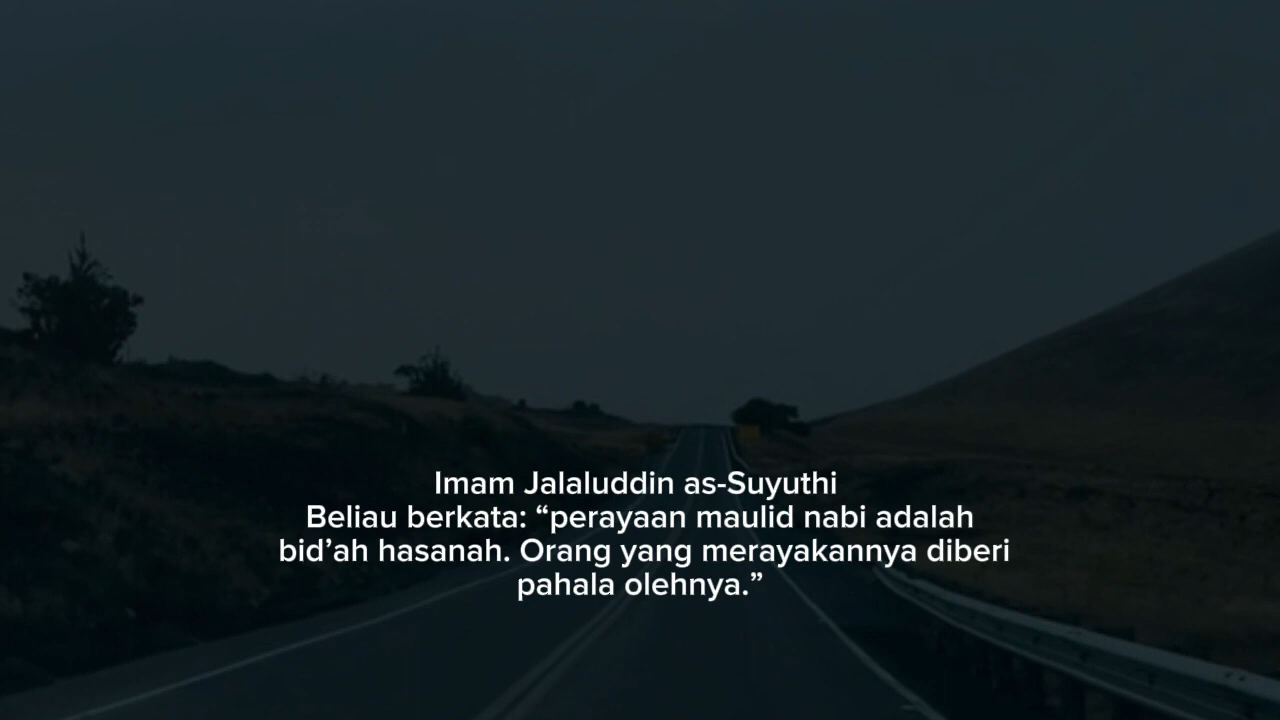 Imam Jalaluddin as-Suyuthi
Beliau berkata: “perayaan maulid nabi adalah
bid’ah hasanah. Orang yang merayakannya diberi
pahala olehnya.”